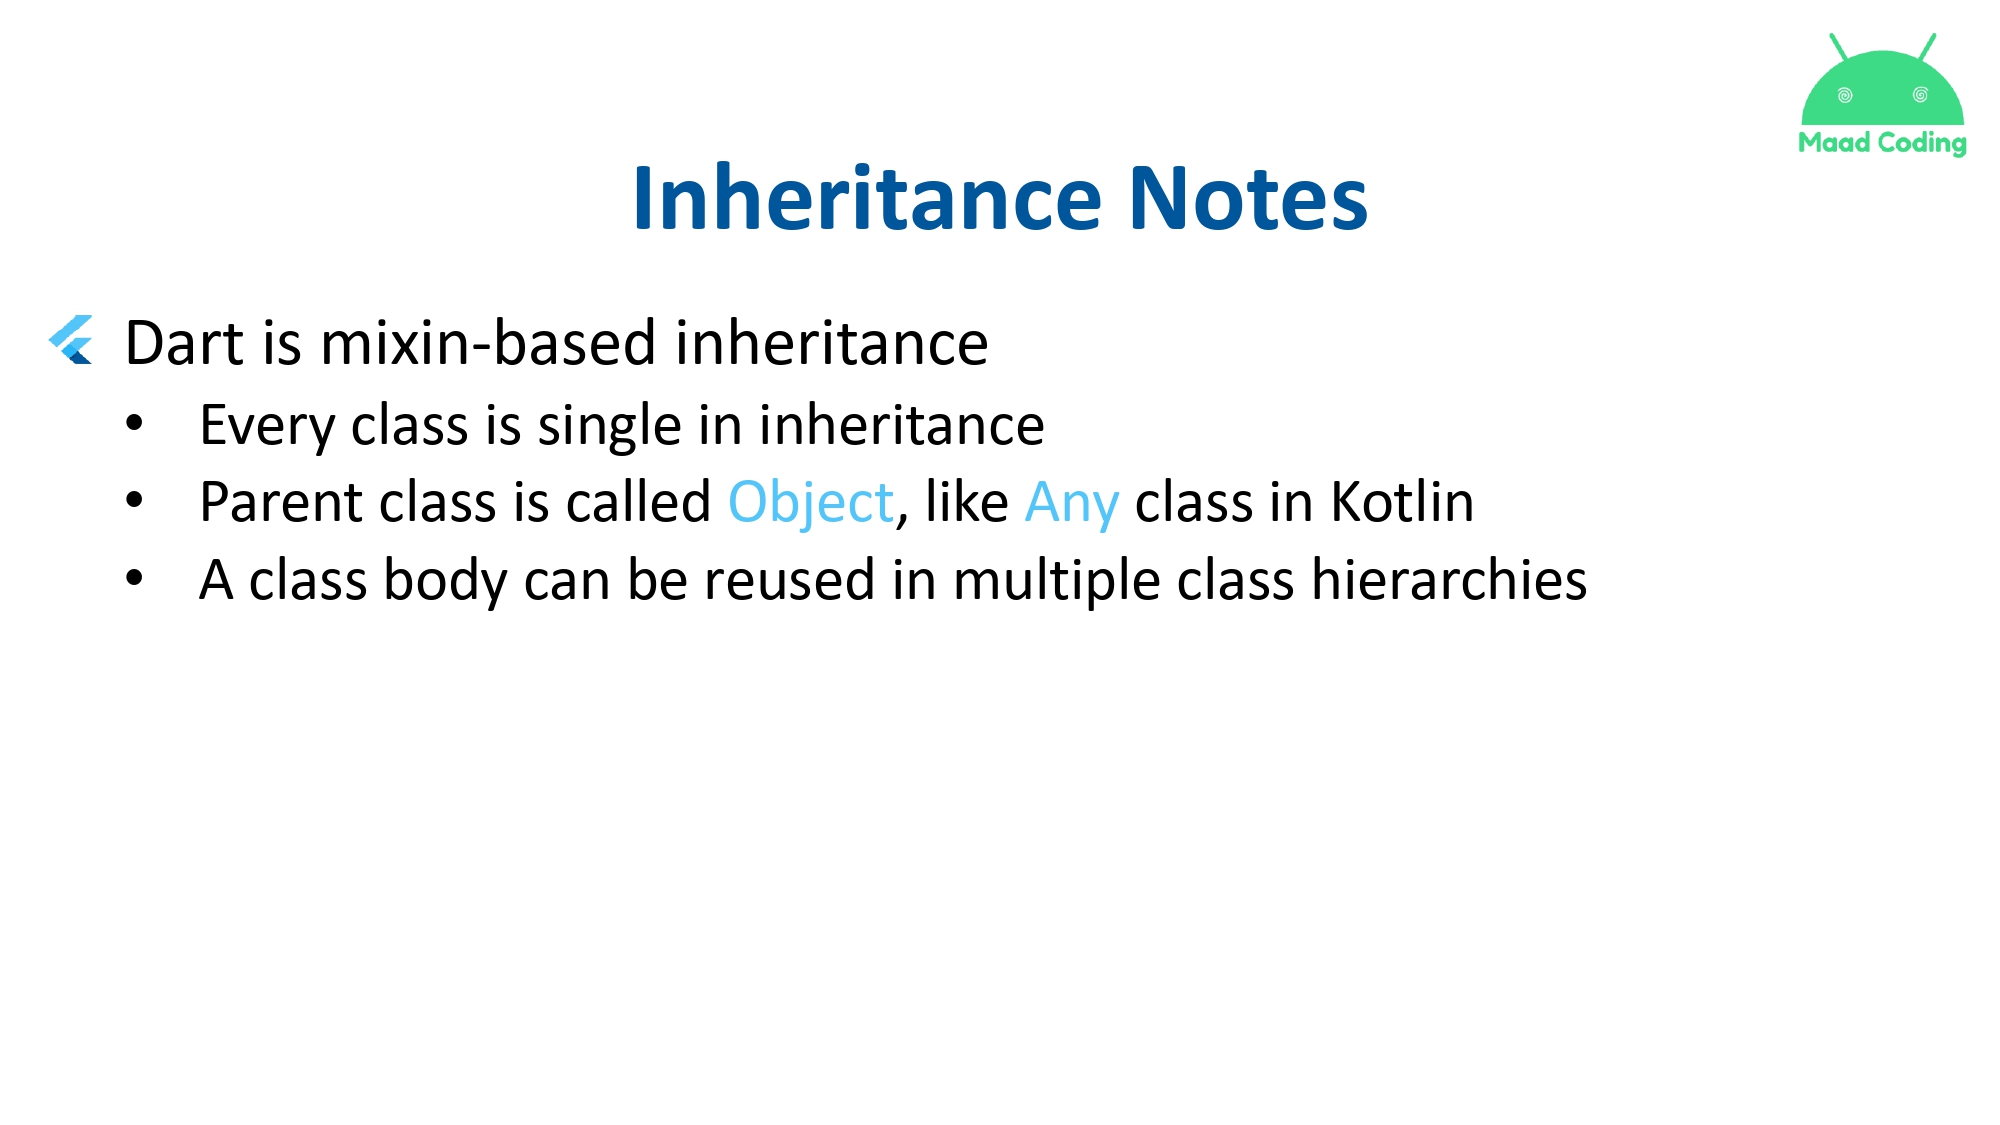 Maad Coding
Inheritance Notes
Dart is mixin-based inheritance
• Every class is single in inheritance
• Parent class is called Object, like Any class in Kotlin
• A class body can be reused in multiple class hierarchies